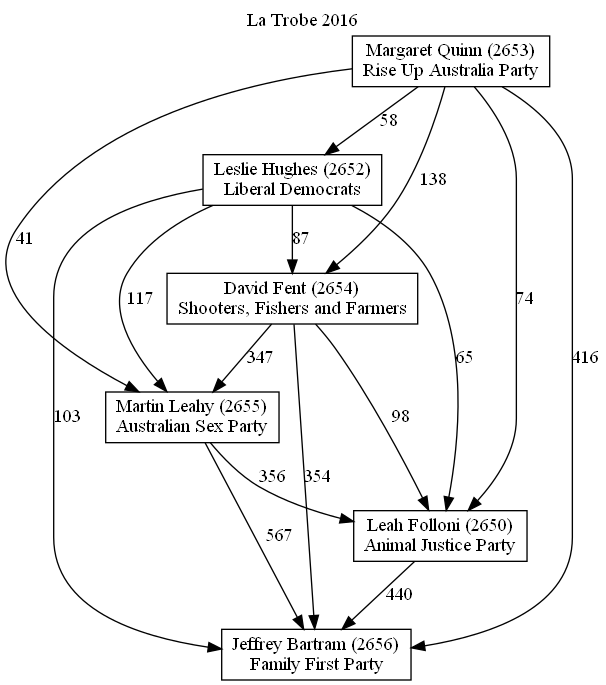 La Trobe 2016
Margaret Quinn (2653)
Rise Up Australia Party
58
Leslie Hughes (2652)
Liberal Democrats
138
41
87
David Fent (2654)
Shooters, Fishers and Farmers
117
74
347
65
416
Martin Leahy (2655)
Australian Sex Party
103
98
356
354
Leah Folloni (2650)
Animal Justice Party
567
440
Jeffrey Bartram (2656)
Family First Party